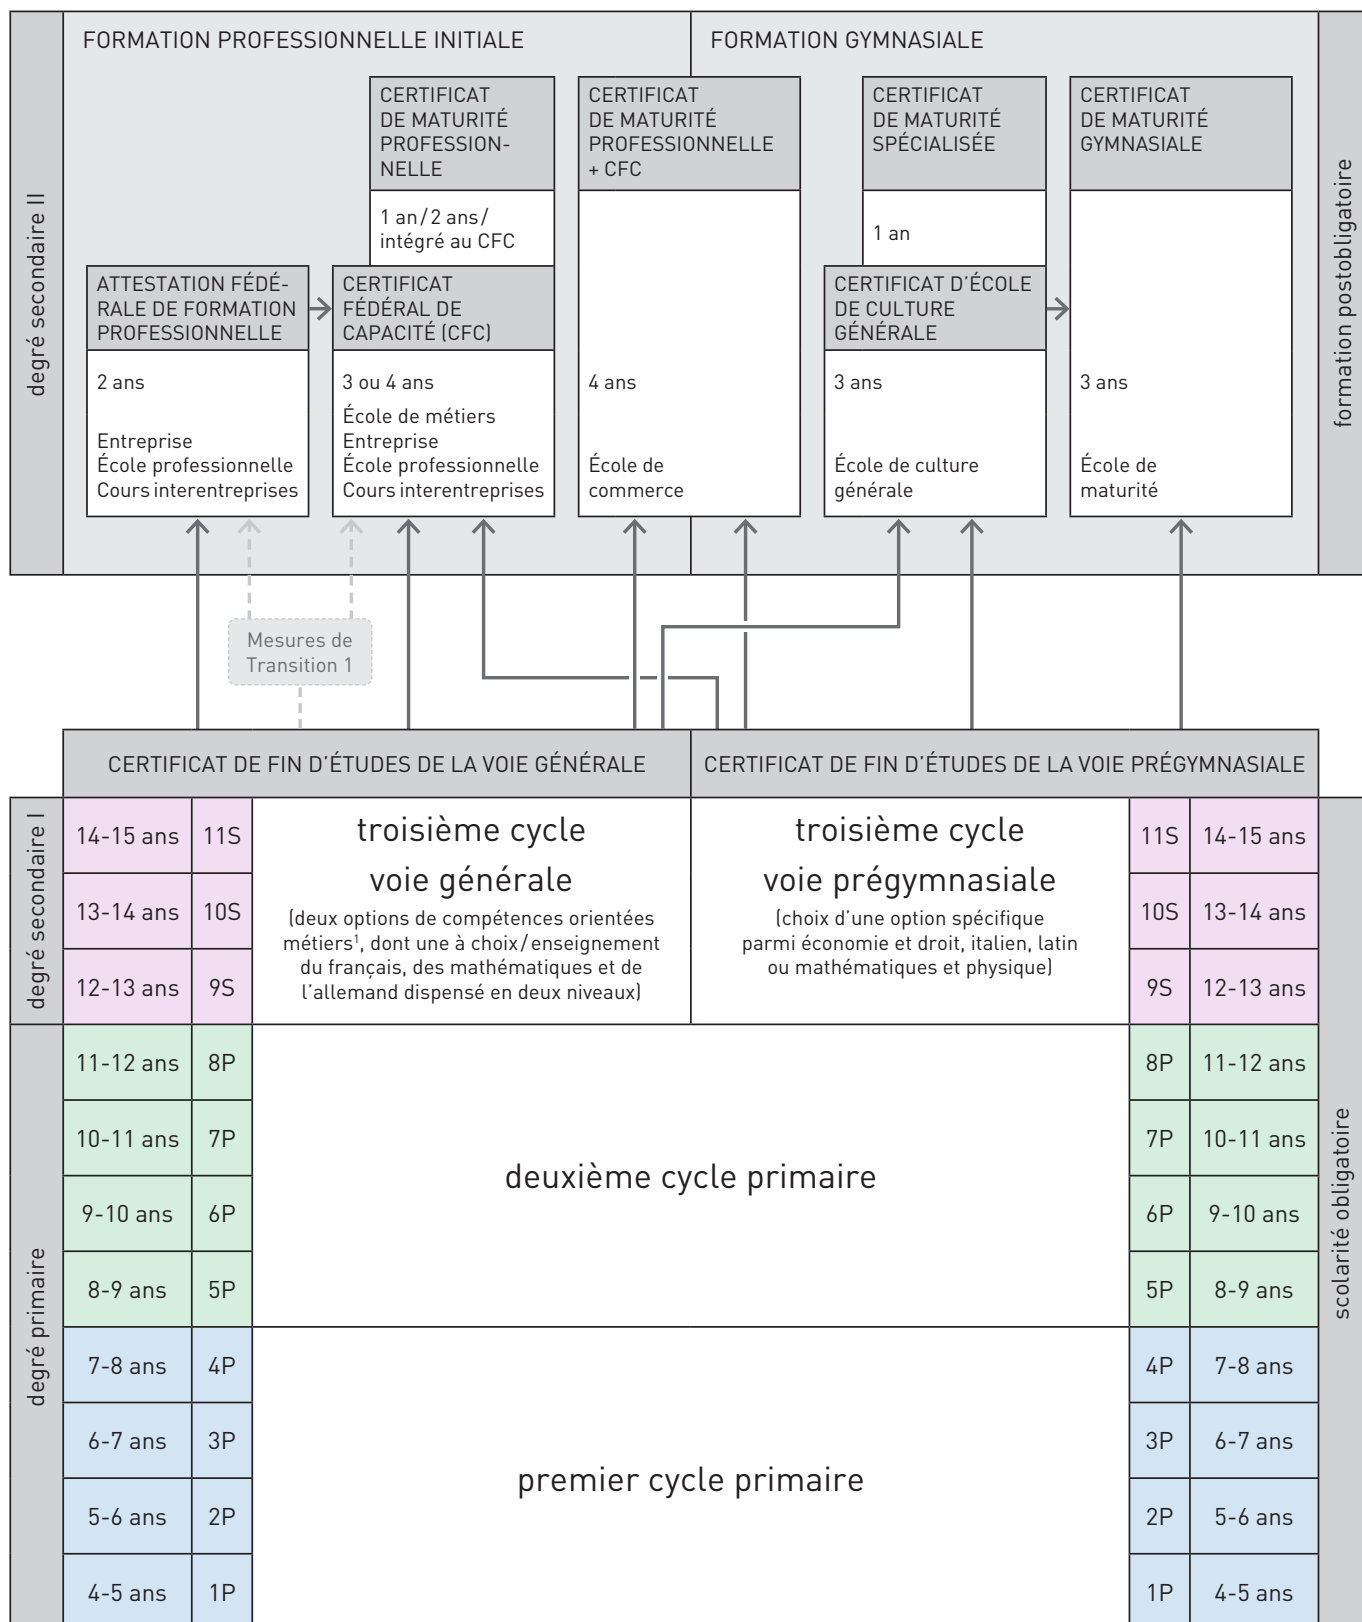 degré secondaire II
FORMATION PROFESSIONNELLE INITIALE
FORMATION GYMNASIALE
formation postobligatoire
CERTIFICAT
DE MATURITÉ
PROFESSION-
NELLE
1 an/2 ans/
intégré au CFC
CERTIFICAT
DE MATURITÉ
PROFESSIONNELLE
+ CFC
CERTIFICAT
DE MATURITÉ
SPÉCIALISÉE
1 an
CERTIFICAT
DE MATURITÉ
GYMNASIALE
ATTESTATION FÉDÉ-
RALE DE FORMATION
PROFESSIONNELLE
2 ans
Entreprise
École professionnelle
Cours interentreprises
CERTIFICAT
FÉDÉRAL DE
CAPACITÉ (CFC)
3 ou 4 ans
École de métiers
Entreprise
École professionnelle
Cours interentreprises
4 ans
École de
commerce
CERTIFICAT D'ÉCOLE
DE CULTURE
GÉNÉRALE
3 ans
École de culture
générale
3 ans
École de
maturité
Mesures de
Transition 1
CERTIFICAT DE FIN D'ÉTUDES DE LA VOIE GÉNÉRALE
CERTIFICAT DE FIN D'ÉTUDES DE LA VOIE PRÉGYMNASIALE
degré secondaire I
14-15 ans 11S
13-14 ans 10S
12-13 ans 9S
troisième cycle
voie générale
(deux options de compétences orientées
métiers¹, dont une à choix/enseignement
du français, des mathématiques et de
l'allemand dispensé en deux niveaux)
troisième cycle
voie prégymnasiale
(choix d'une option spécifique
parmi économie et droit, italien, latin
ou mathématiques et physique)
11S 14-15 ans
10S 13-14 ans
9S 12-13 ans
scolarité obligatoire
degré primaire
11-12 ans 8P
10-11 ans 7P
9-10 ans 6P
8-9 ans 5P
deuxième cycle primaire
8P 11-12 ans
7P 10-11 ans
6P 9-10 ans
5P 8-9 ans
7-8 ans 4P
6-7 ans 3P
5-6 ans 2P
4-5 ans 1P
premier cycle primaire
4P 7-8 ans
3P 6-7 ans
2P 5-6 ans
1P 4-5 ans